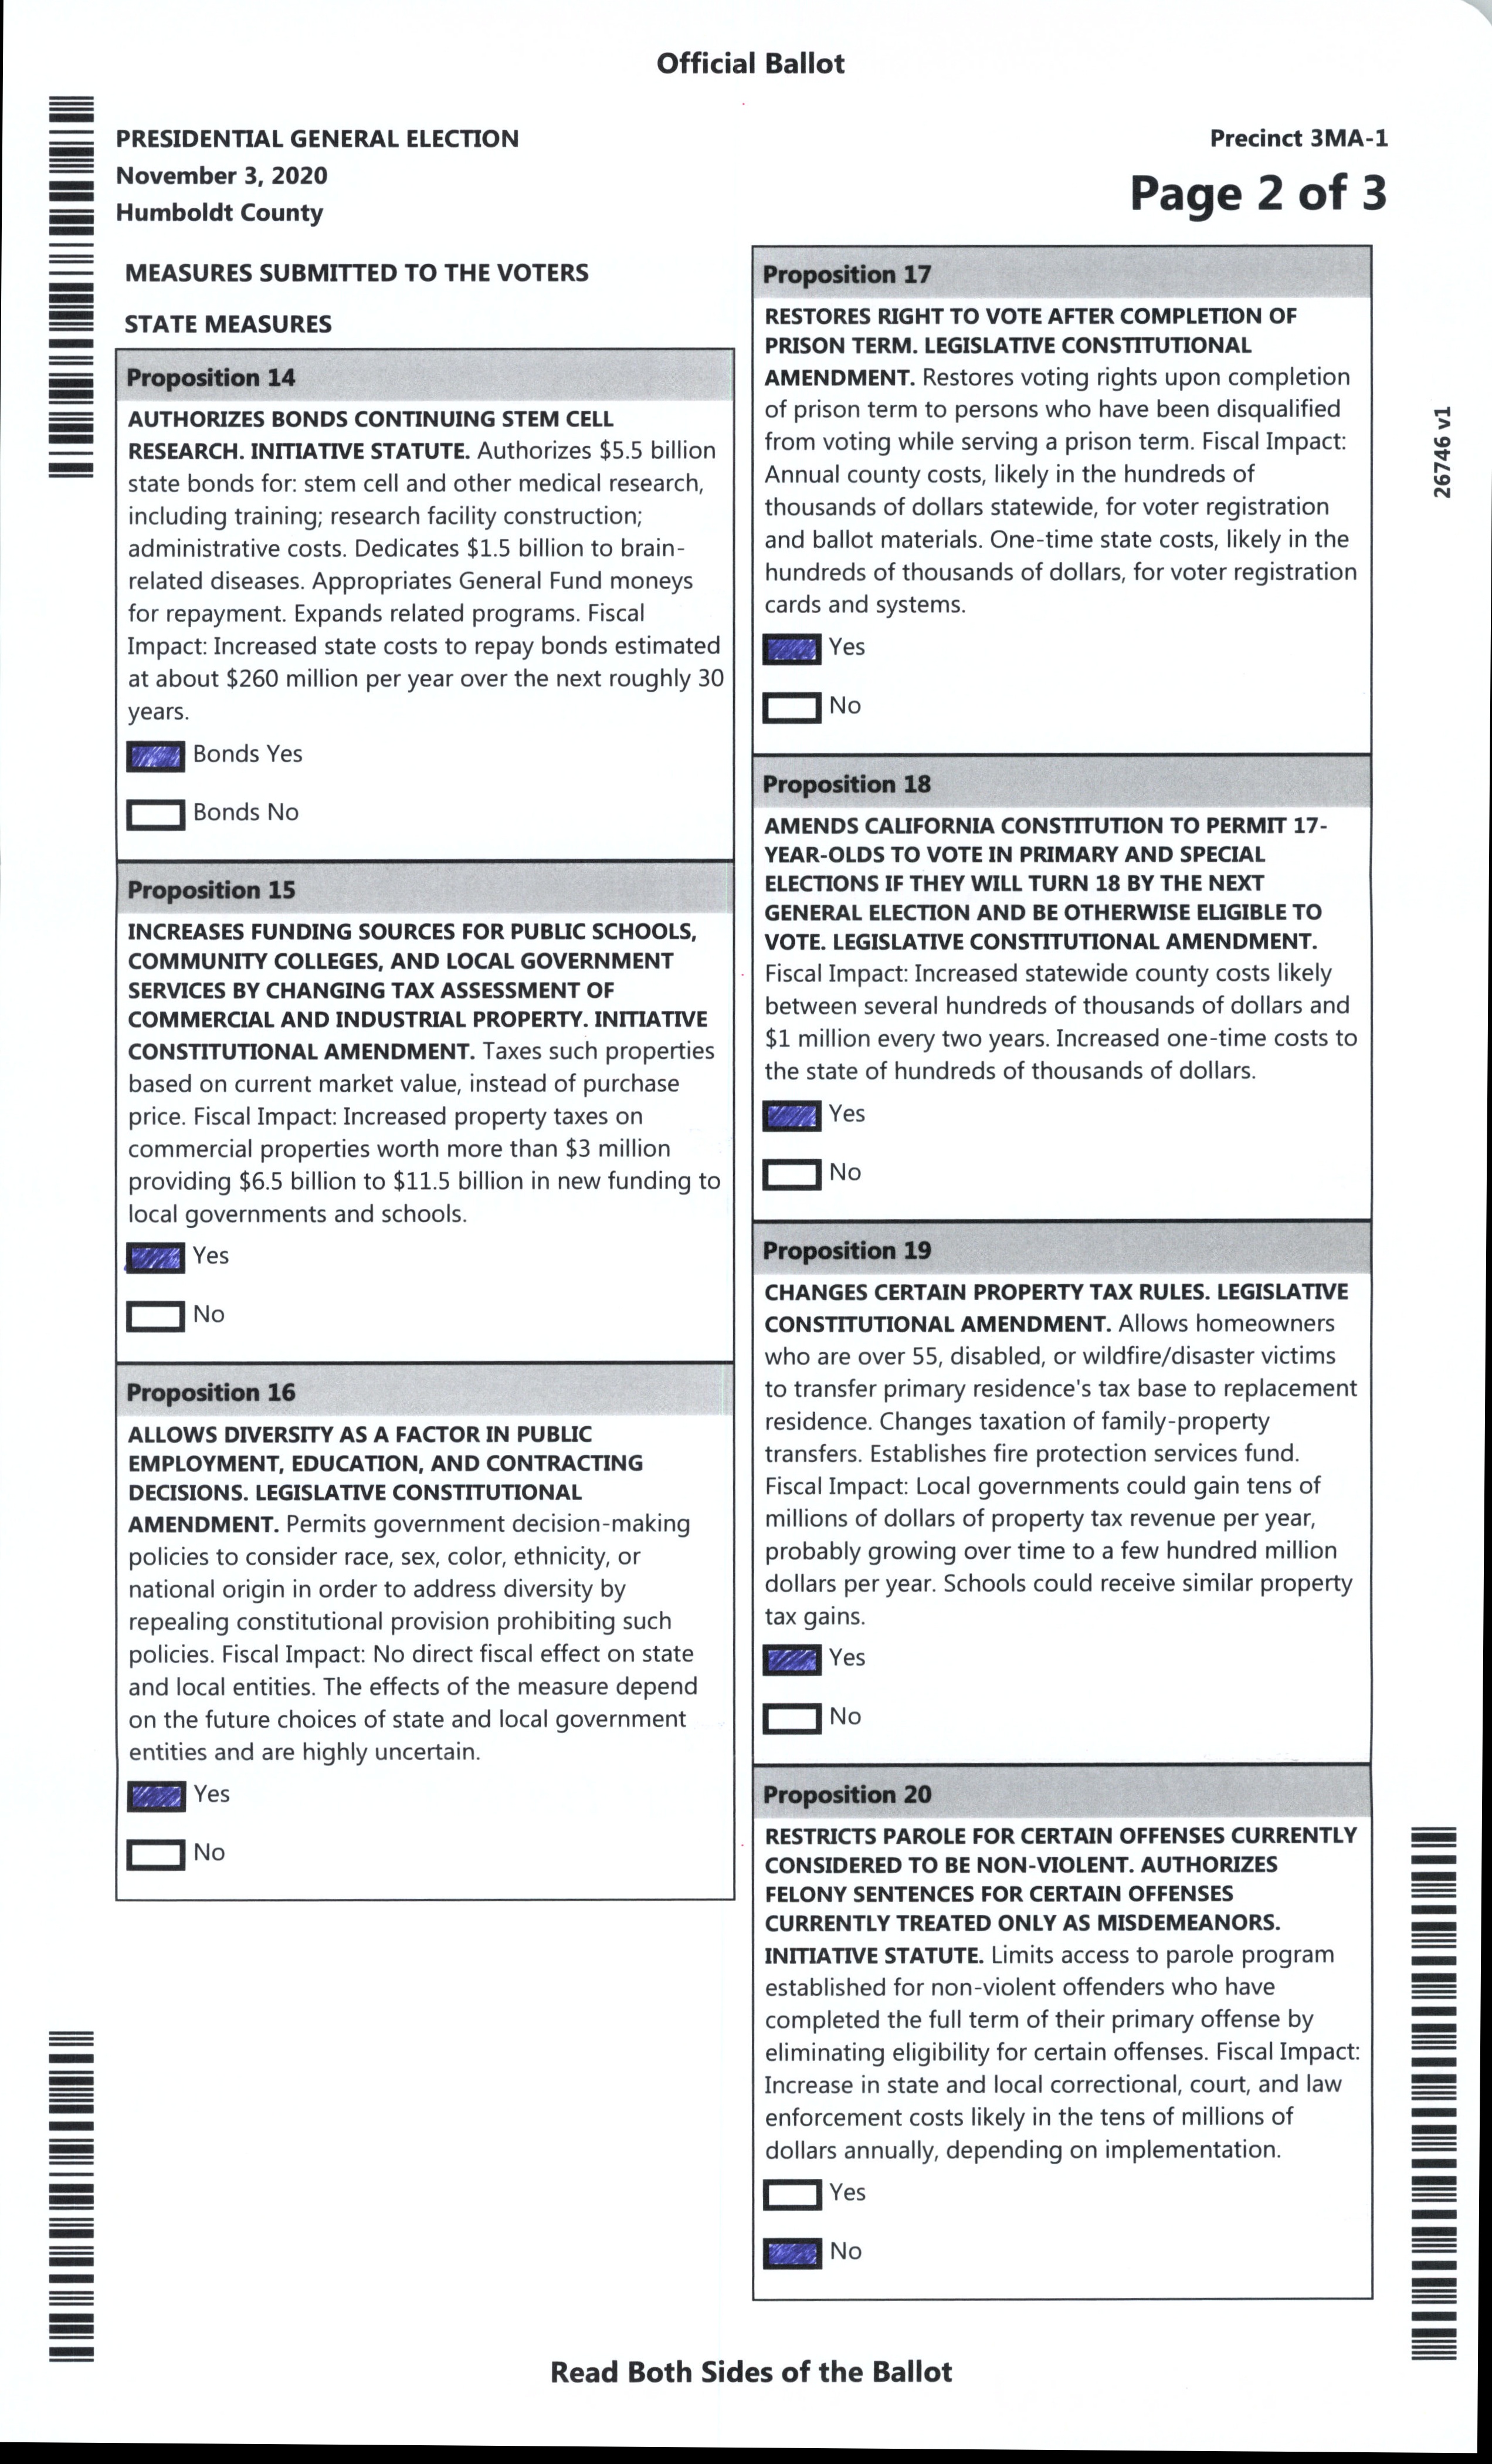 Official Ballot
PRESIDENTIAL GENERAL ELECTION
November 3, 2020
Humboldt County
Precinct 3MA-1
Page 2 of 3
MEASURES SUBMITTED TO THE VOTERS
STATE MEASURES
Proposition 14
AUTHORIZES BONDS CONTINUING STEM CELL
RESEARCH. INITIATIVE STATUTE. Authorizes $5.5 billion
state bonds for: stem cell and other medical research,
including training; research facility construction;
administrative costs. Dedicates $1.5 billion to brain-
related diseases. Appropriates General Fund moneys
for repayment. Expands related programs. Fiscal
Impact: Increased state costs to repay bonds estimated
at about $260 million per year over the next roughly 30
years.
Bonds Yes
Bonds No
Proposition 15
INCREASES FUNDING SOURCES FOR PUBLIC SCHOOLS,
COMMUNITY COLLEGES, AND LOCAL GOVERNMENT
SERVICES BY CHANGING TAX ASSESSMENT OF
COMMERCIAL AND INDUSTRIAL PROPERTY. INITIATIVE
CONSTITUTIONAL AMENDMENT. Taxes such properties
based on current market value, instead of purchase
price. Fiscal Impact: Increased property taxes on
commercial properties worth more than $3 million
providing $6.5 billion to $11.5 billion in new funding to
local governments and schools.
Yes
No
Proposition 16
ALLOWS DIVERSITY AS A FACTOR IN PUBLIC
EMPLOYMENT, EDUCATION, AND CONTRACTING
DECISIONS. LEGISLATIVE CONSTITUTIONAL
AMENDMENT. Permits government decision-making
policies to consider race, sex, color, ethnicity, or
national origin in order to address diversity by
repealing constitutional provision prohibiting such
policies. Fiscal Impact: No direct fiscal effect on state
and local entities. The effects of the measure depend
on the future choices of state and local government
entities and are highly uncertain.
Yes
No
Proposition 17
RESTORES RIGHT TO VOTE AFTER COMPLETION OF
PRISON TERM. LEGISLATIVE CONSTITUTIONAL
AMENDMENT. Restores voting rights upon completion
of prison term to persons who have been disqualified
from voting while serving a prison term. Fiscal Impact:
Annual county costs, likely in the hundreds of
thousands of dollars statewide, for voter registration
and ballot materials. One-time state costs, likely in the
hundreds of thousands of dollars, for voter registration
cards and systems.
Yes
No
Proposition 18
AMENDS CALIFORNIA CONSTITUTION TO PERMIT 17-
YEAR-OLDS TO VOTE IN PRIMARY AND SPECIAL
ELECTIONS IF THEY WILL TURN 18 BY THE NEXT
GENERAL ELECTION AND BE OTHERWISE ELIGIBLE TO
VOTE. LEGISLATIVE CONSTITUTIONAL AMENDMENT.
Fiscal Impact: Increased statewide county costs likely
between several hundreds of thousands of dollars and
$1 million every two years. Increased one-time costs to
the state of hundreds of thousands of dollars.
Yes
No
Proposition 19
CHANGES CERTAIN PROPERTY TAX RULES. LEGISLATIVE
CONSTITUTIONAL AMENDMENT. Allows homeowners
who are over 55, disabled, or wildfire/disaster victims
to transfer primary residence's tax base to replacement
residence. Changes taxation of family-property
transfers. Establishes fire protection services fund.
Fiscal Impact: Local governments could gain tens of
millions of dollars of property tax revenue per year,
probably growing over time to a few hundred million
dollars per year. Schools could receive similar property
tax gains.
Yes
No
Proposition 20
RESTRICTS PAROLE FOR CERTAIN OFFENSES CURRENTLY
CONSIDERED TO BE NON-VIOLENT. AUTHORIZES
FELONY SENTENCES FOR CERTAIN OFFENSES
CURRENTLY TREATED ONLY AS MISDEMEANORS.
INITIATIVE STATUTE. Limits access to parole program
established for non-violent offenders who have
completed the full term of their primary offense by
eliminating eligibility for certain offenses. Fiscal Impact:
Increase in state and local correctional, court, and law
enforcement costs likely in the tens of millions of
dollars annually, depending on implementation.
Yes
No
26746 v1
Read Both Sides of the Ballot